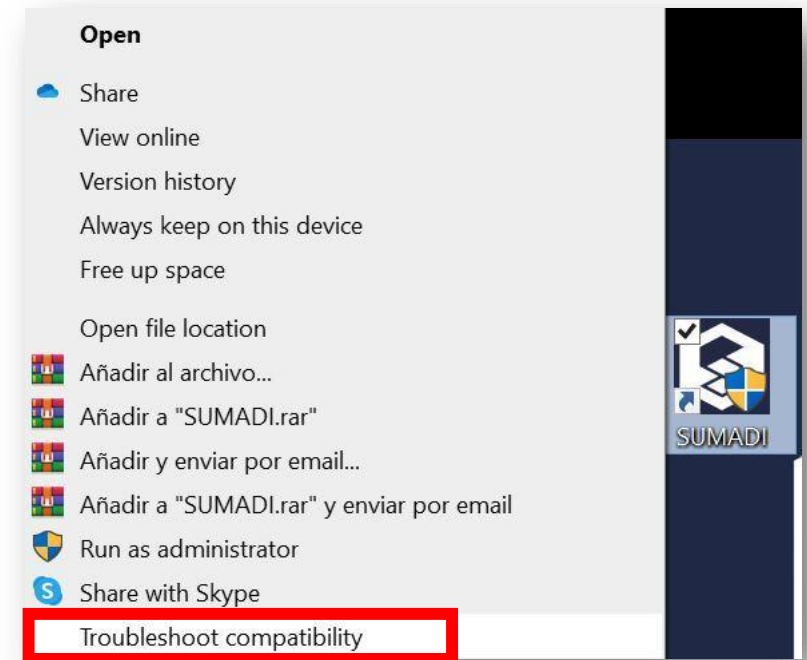 Open
Share
View online
Version history
Always keep on this device
Free up space
Open file location
Añadir al archivo...
Añadir a "SUMADI.rar"
Añadir y enviar por email...
Añadir a "SUMADI.rar" y enviar por email
Run as administrator
Share with Skype
Troubleshoot compatibility
SUMADI